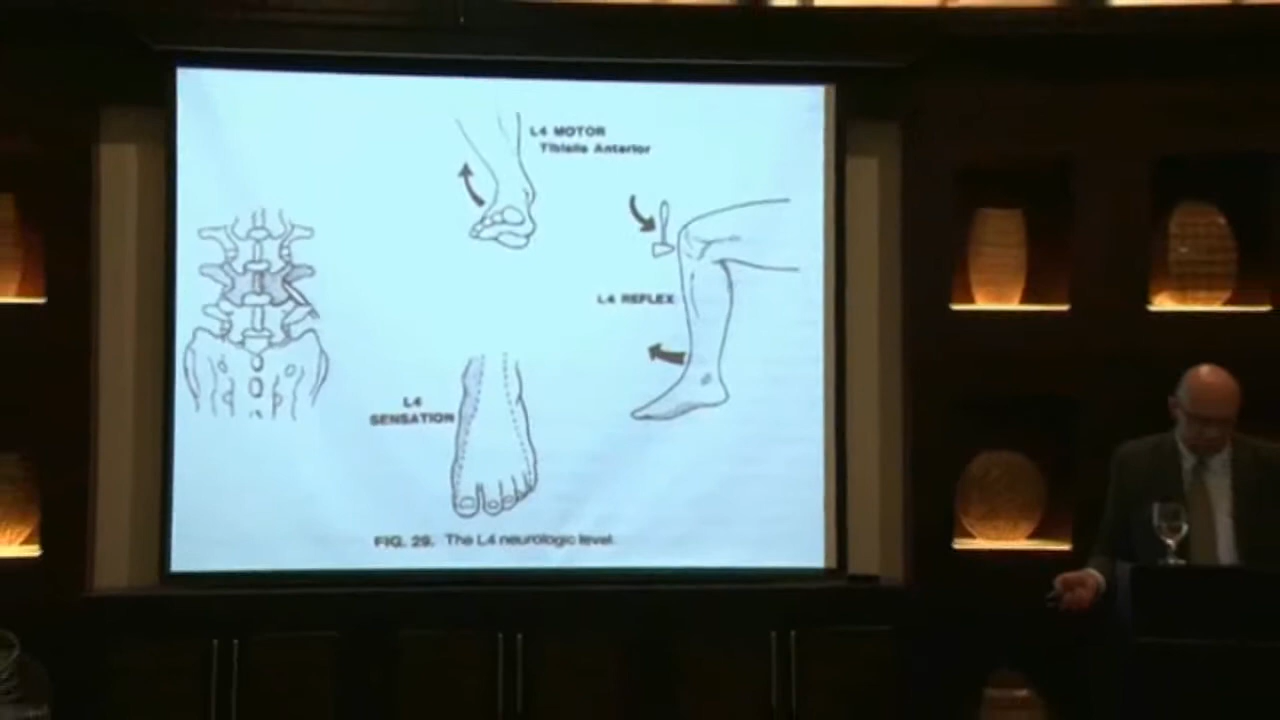 L4 MOTOR
Tibialis Anterior
L4 REFLEX
L4
SENSATION
FIG. 29. The L4 neurologic level.